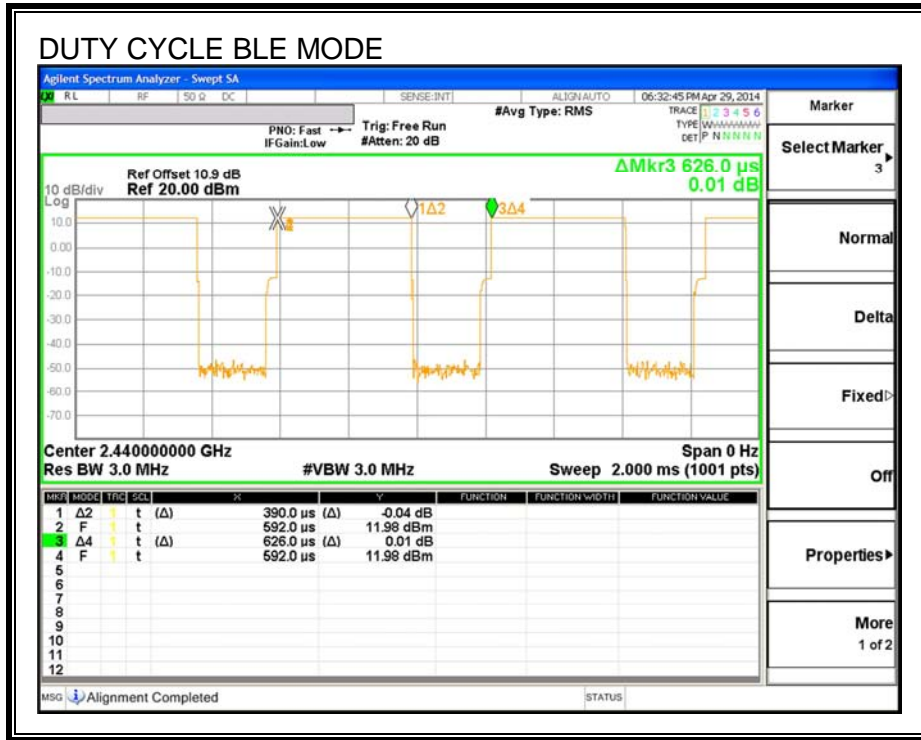 DUTY CYCLE BLE MODE
Agilent Spectrum Analyzer - Swept SA
RL RF 50 Ω DC SENSE:INT ALIGN AUTO 06:32:45 PM Apr 29, 2014
PNO: Fast Trig: Free Run #Avg Type: RMS TRACE 1 2 3 4 5 6
IFGain:Low #Atten: 20 dB TYPE W
DET P N N N N N
ΔMkr3 626.0 µs
0.01 dB
Ref Offset 10.9 dB
10 dB/div Ref 20.00 dBm
Log
10.0
0.00
-10.0
-20.0
-30.0
-40.0
-50.0
-60.0
-70.0
1Δ2 3Δ4
Center 2.440000000 GHz Span 0 Hz
Res BW 3.0 MHz #VBW 3.0 MHz Sweep 2.000 ms (1001 pts)
MKR MODE TRC SCL X Y FUNCTION FUNCTION WIDTH FUNCTION VALUE
1 Δ2 1 t (Δ) 390.0 µs (Δ) -0.04 dB
2 F 1 t 592.0 µs 11.98 dBm
3 Δ4 1 t (Δ) 626.0 µs (Δ) 0.01 dB
4 F 1 t 592.0 µs 11.98 dBm
5
6
7
8
9
10
11
12
MSG Alignment Completed STATUS
Marker
Select Marker
3
Normal
Delta
Fixed
Off
Properties
More
1 of 2